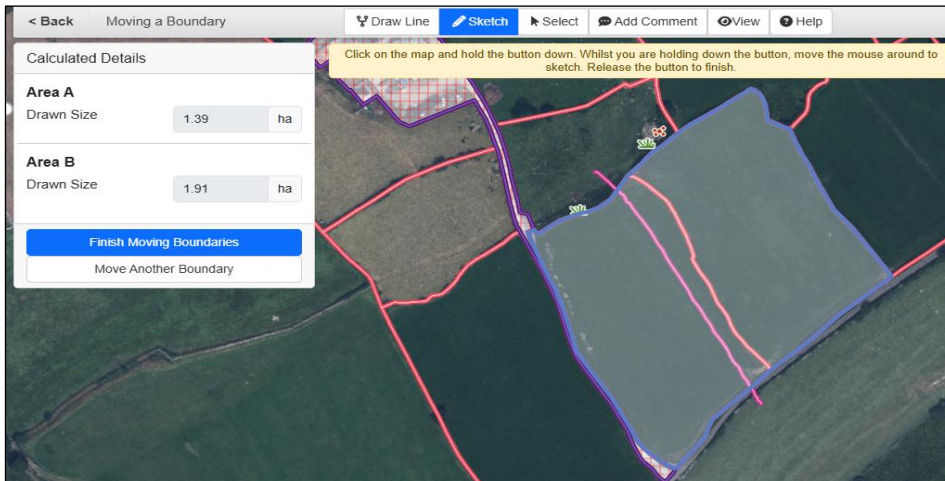 < Back Moving a Boundary Draw Line Sketch Select Add Comment View Help
Click on the map and hold the button down. Whilst you are holding down the button, move the mouse around to
sketch. Release the button to finish.
Calculated Details
Area A
Drawn Size 1.39 ha
Area B
Drawn Size 1.91 ha
Finish Moving Boundaries
Move Another Boundary